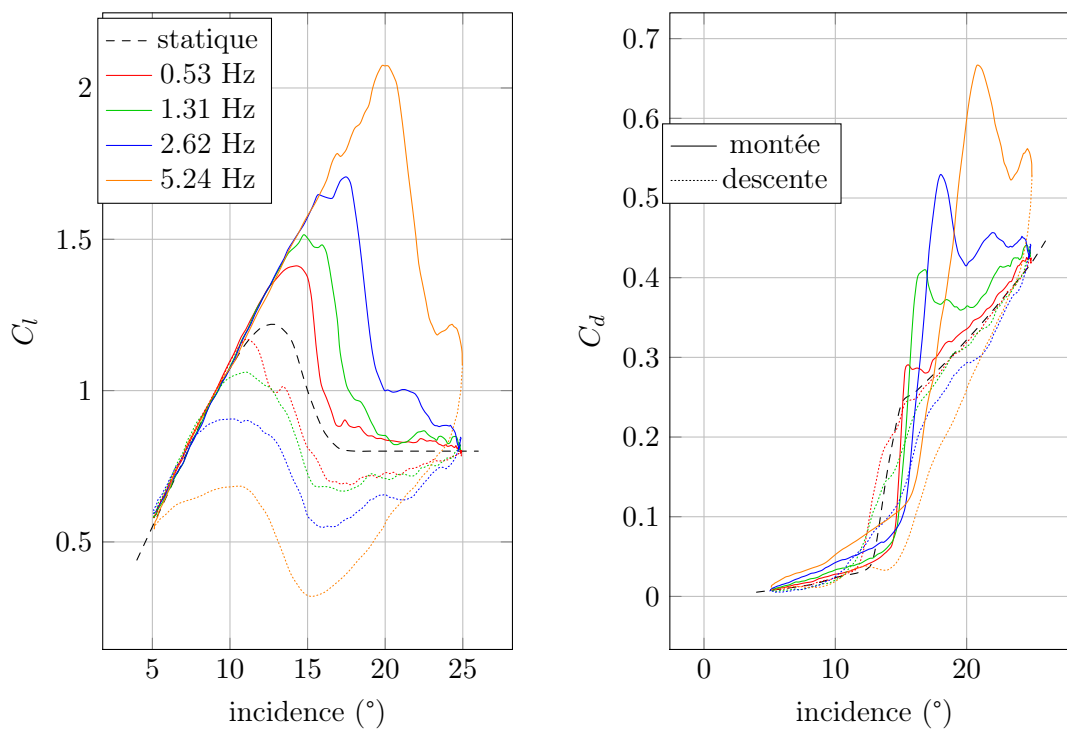 statique
0.53 Hz
1.31 Hz
2.62 Hz
5.24 Hz
2
1.5
1
0.5
5
10
15
20
25
C_l
incidence (°)
montée
descente
0.7
0.6
0.5
0.4
0.3
0.2
0.1
0
0
10
20
C_d
incidence (°)